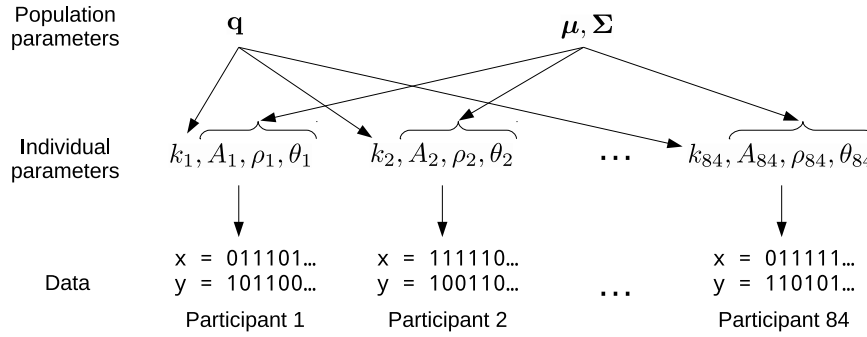 Population parameters q μ, Σ
Individual parameters k₁, A₁, ρ₁, θ₁ k₂, A₂, ρ₂, θ₂ ... k₈₄, A₈₄, ρ₈₄, θ₈₄
x = 011101… x = 111110… x = 011111…
Data y = 101100… y = 100110… ... y = 110101…
Participant 1 Participant 2 Participant 84